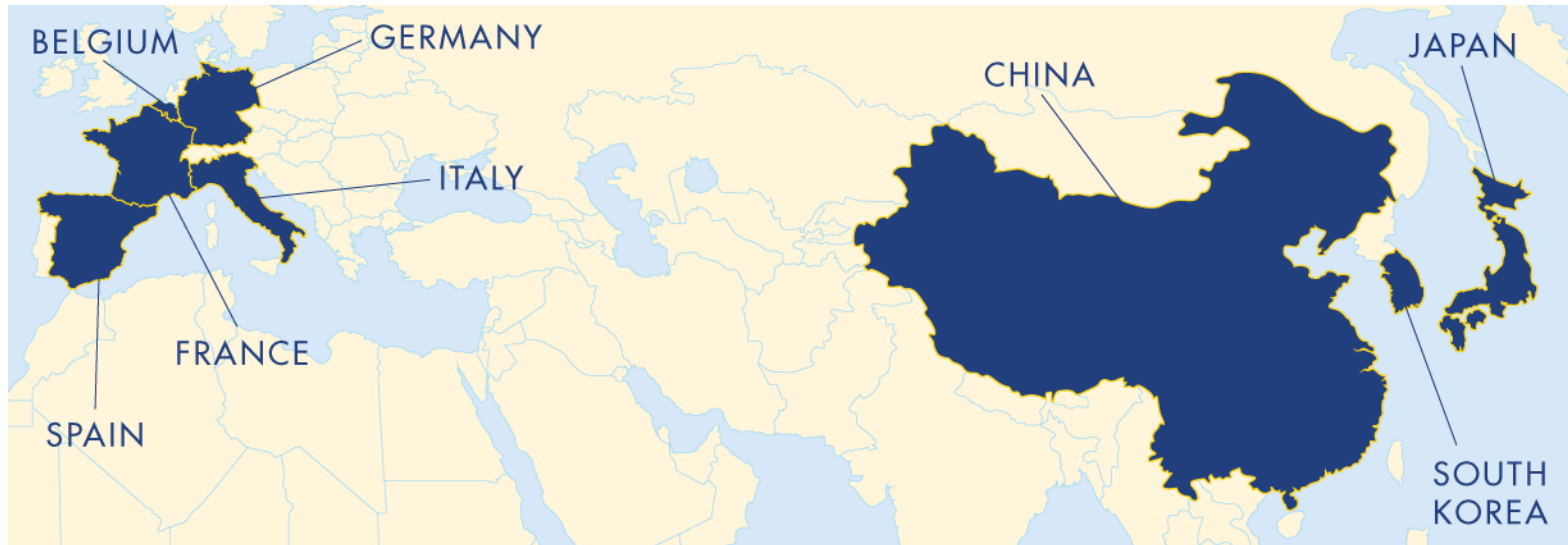 BELGIUM
GERMANY
ITALY
FRANCE
SPAIN
CHINA
JAPAN
SOUTH
KOREA